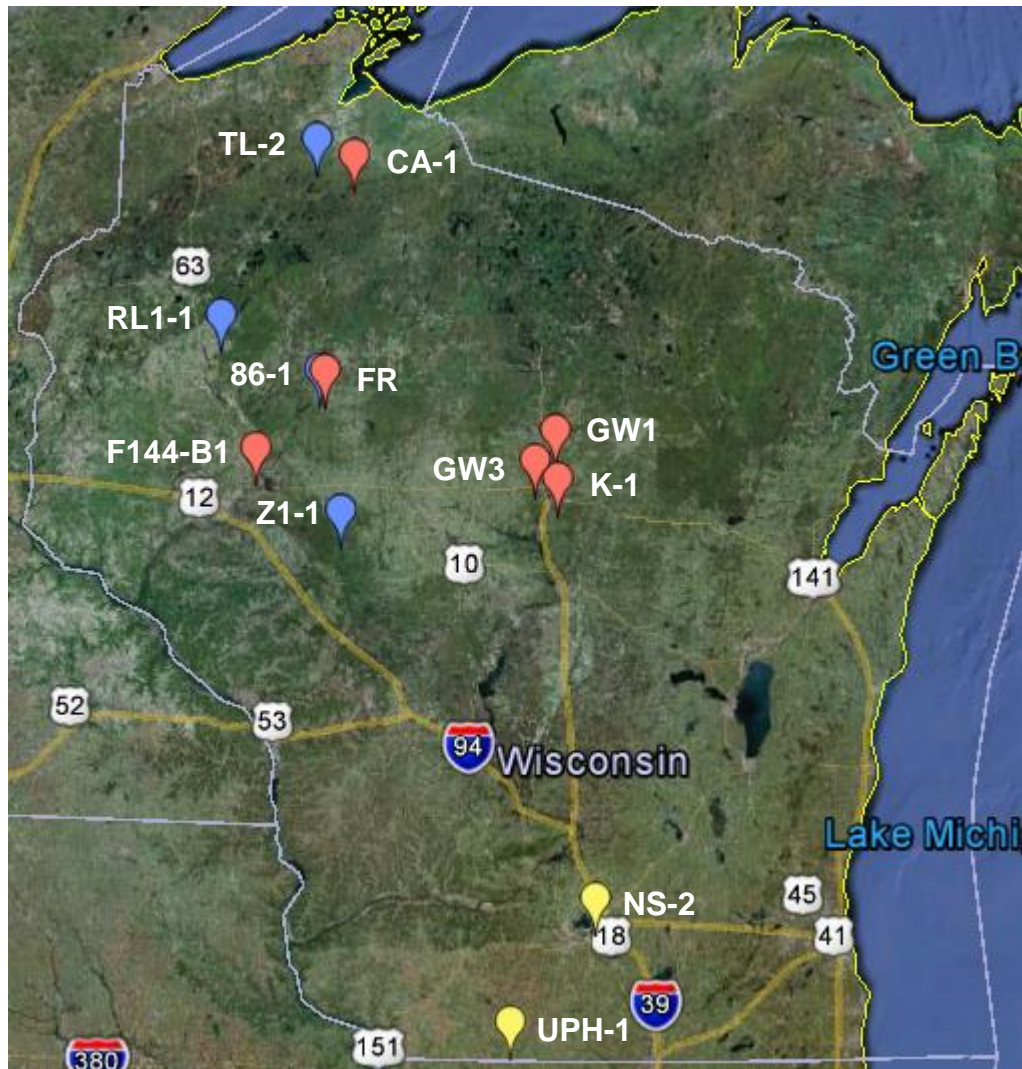 TL-2
CA-1
63
RL1-1
86-1
FR
Green B
F144-B1
GW1
GW3
K-1
12
Z1-1
10
141
52
53
94
Wisconsin
Lake Michi
45
NS-2
18
41
39
UPH-1
151
380